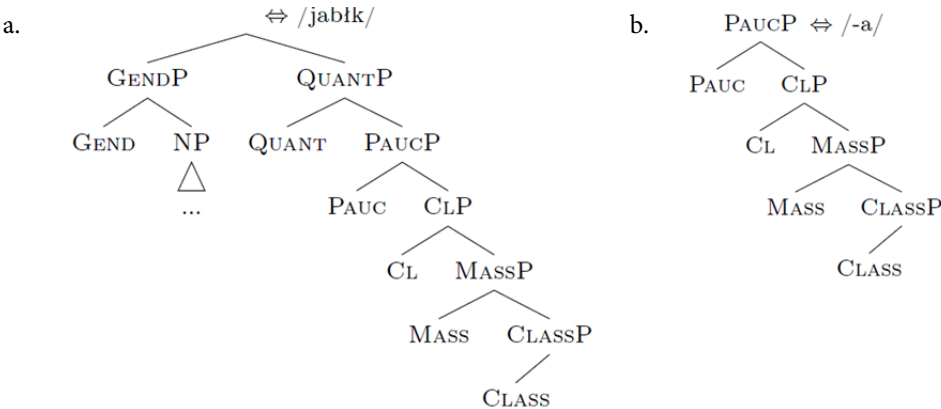 a. ⇔ /jabłk/
GENDP QUANTP
GEND NP QUANT PAUCP
... PAUC CLP
CL MASSP
MASS CLASSP
CLASS
b. PAUCP ⇔ /-a/
PAUC CLP
CL MASSP
MASS CLASSP
CLASS